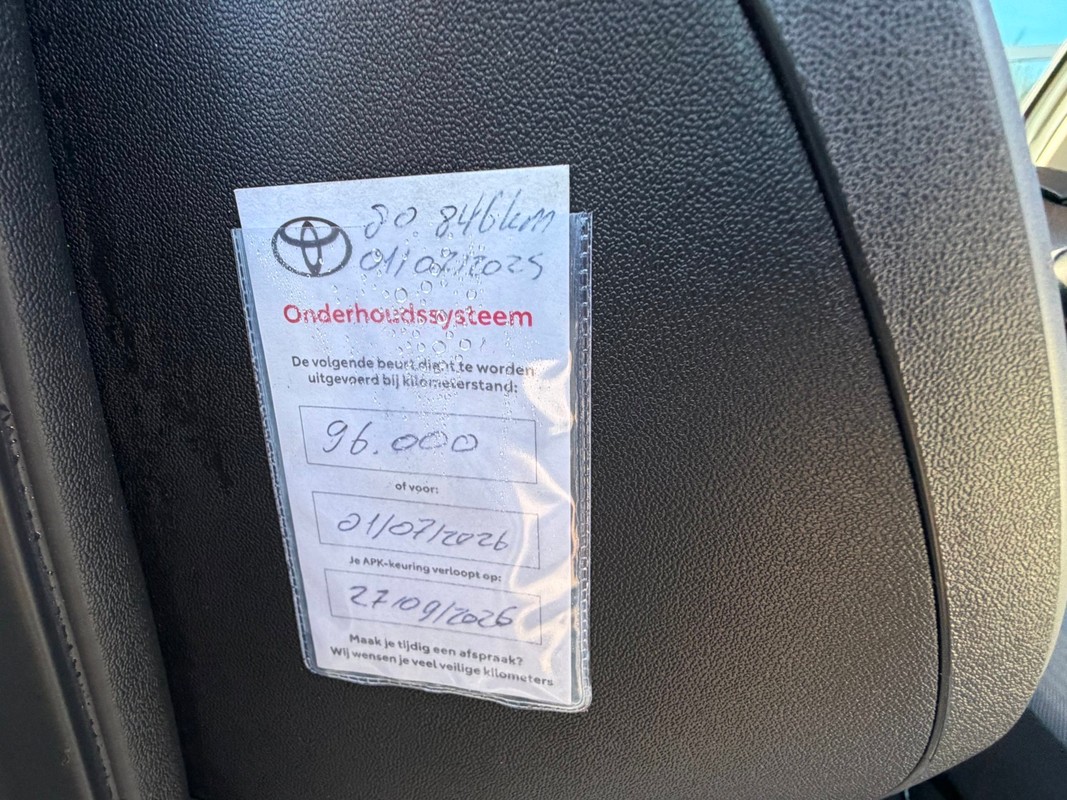 80.846km
01/07/2025
Onderhoudssysteem
De volgende beurt dient te worden
uitgevoerd bij kilometerstand:
96.000
of voor:
01/07/2026
Je APK-keuring verloopt op:
27/09/2026
Maak je tijdig een afspraak?
Wij wensen je veel veilige kilometers